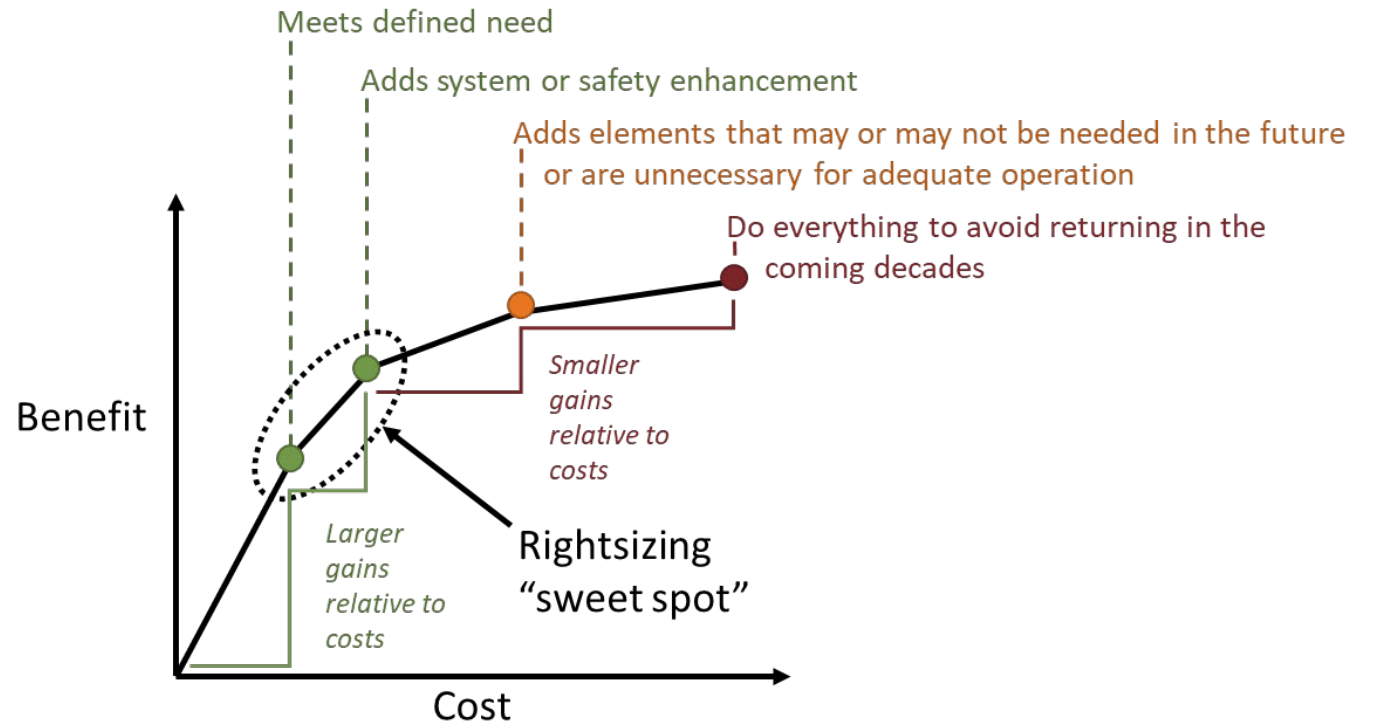 Meets defined need
Adds system or safety enhancement
Adds elements that may or may not be needed in the future
or are unnecessary for adequate operation
Do everything to avoid returning in the
coming decades
Benefit
Smaller
gains
relative to
costs
Larger
gains
relative to
costs
Rightsizing
“sweet spot”
Cost